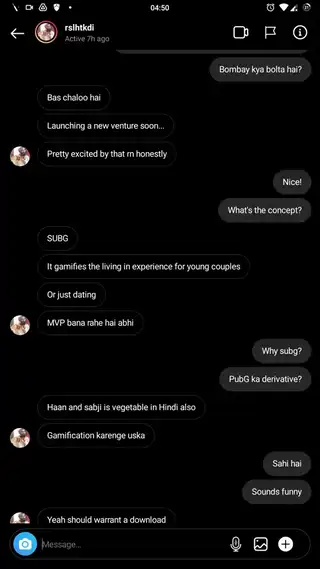 04:50
rslhtkdi
Active 7h ago
Bombay kya bolta hai?
Bas chaloo hai
Launching a new venture soon...
Pretty excited by that rn honestly
Nice!
What's the concept?
SUBG
It gamifies the living in experience for young couples
Or just dating
MVP bana rahe hai abhi
Why subg?
PubG ka derivative?
Haan and sabji is vegetable in Hindi also
Gamification karenge uska
Sahi hai
Sounds funny
Yeah should warrant a download
Message...